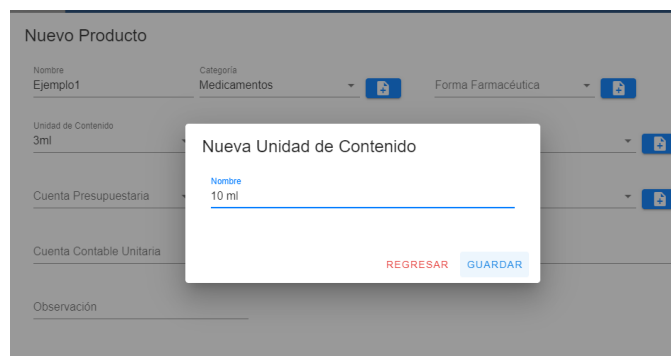 Nuevo Producto
Nombre
Ejemplo1
Categoría
Medicamentos
Forma Farmacéutica
Unidad de Contenido
3ml
Nueva Unidad de Contenido
Nombre
10 ml
Cuenta Presupuestaria
Cuenta Contable Unitaria
REGRESAR GUARDAR
Observación